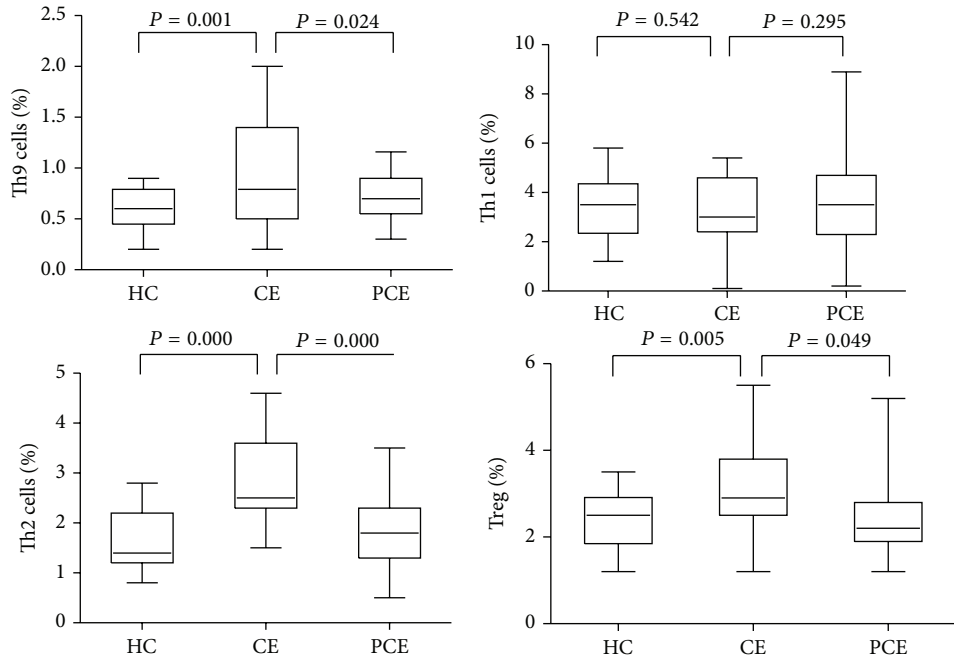 P = 0.001
P = 0.024
2.5
2.0
1.5
1.0
0.5
0.0
Th9 cells (%)
HC
CE
PCE
P = 0.542
P = 0.295
10
8
6
4
2
0
Th1 cells (%)
HC
CE
PCE
P = 0.000
P = 0.000
5
4
3
2
1
0
Th2 cells (%)
HC
CE
PCE
P = 0.005
P = 0.049
6
4
2
0
Treg (%)
HC
CE
PCE